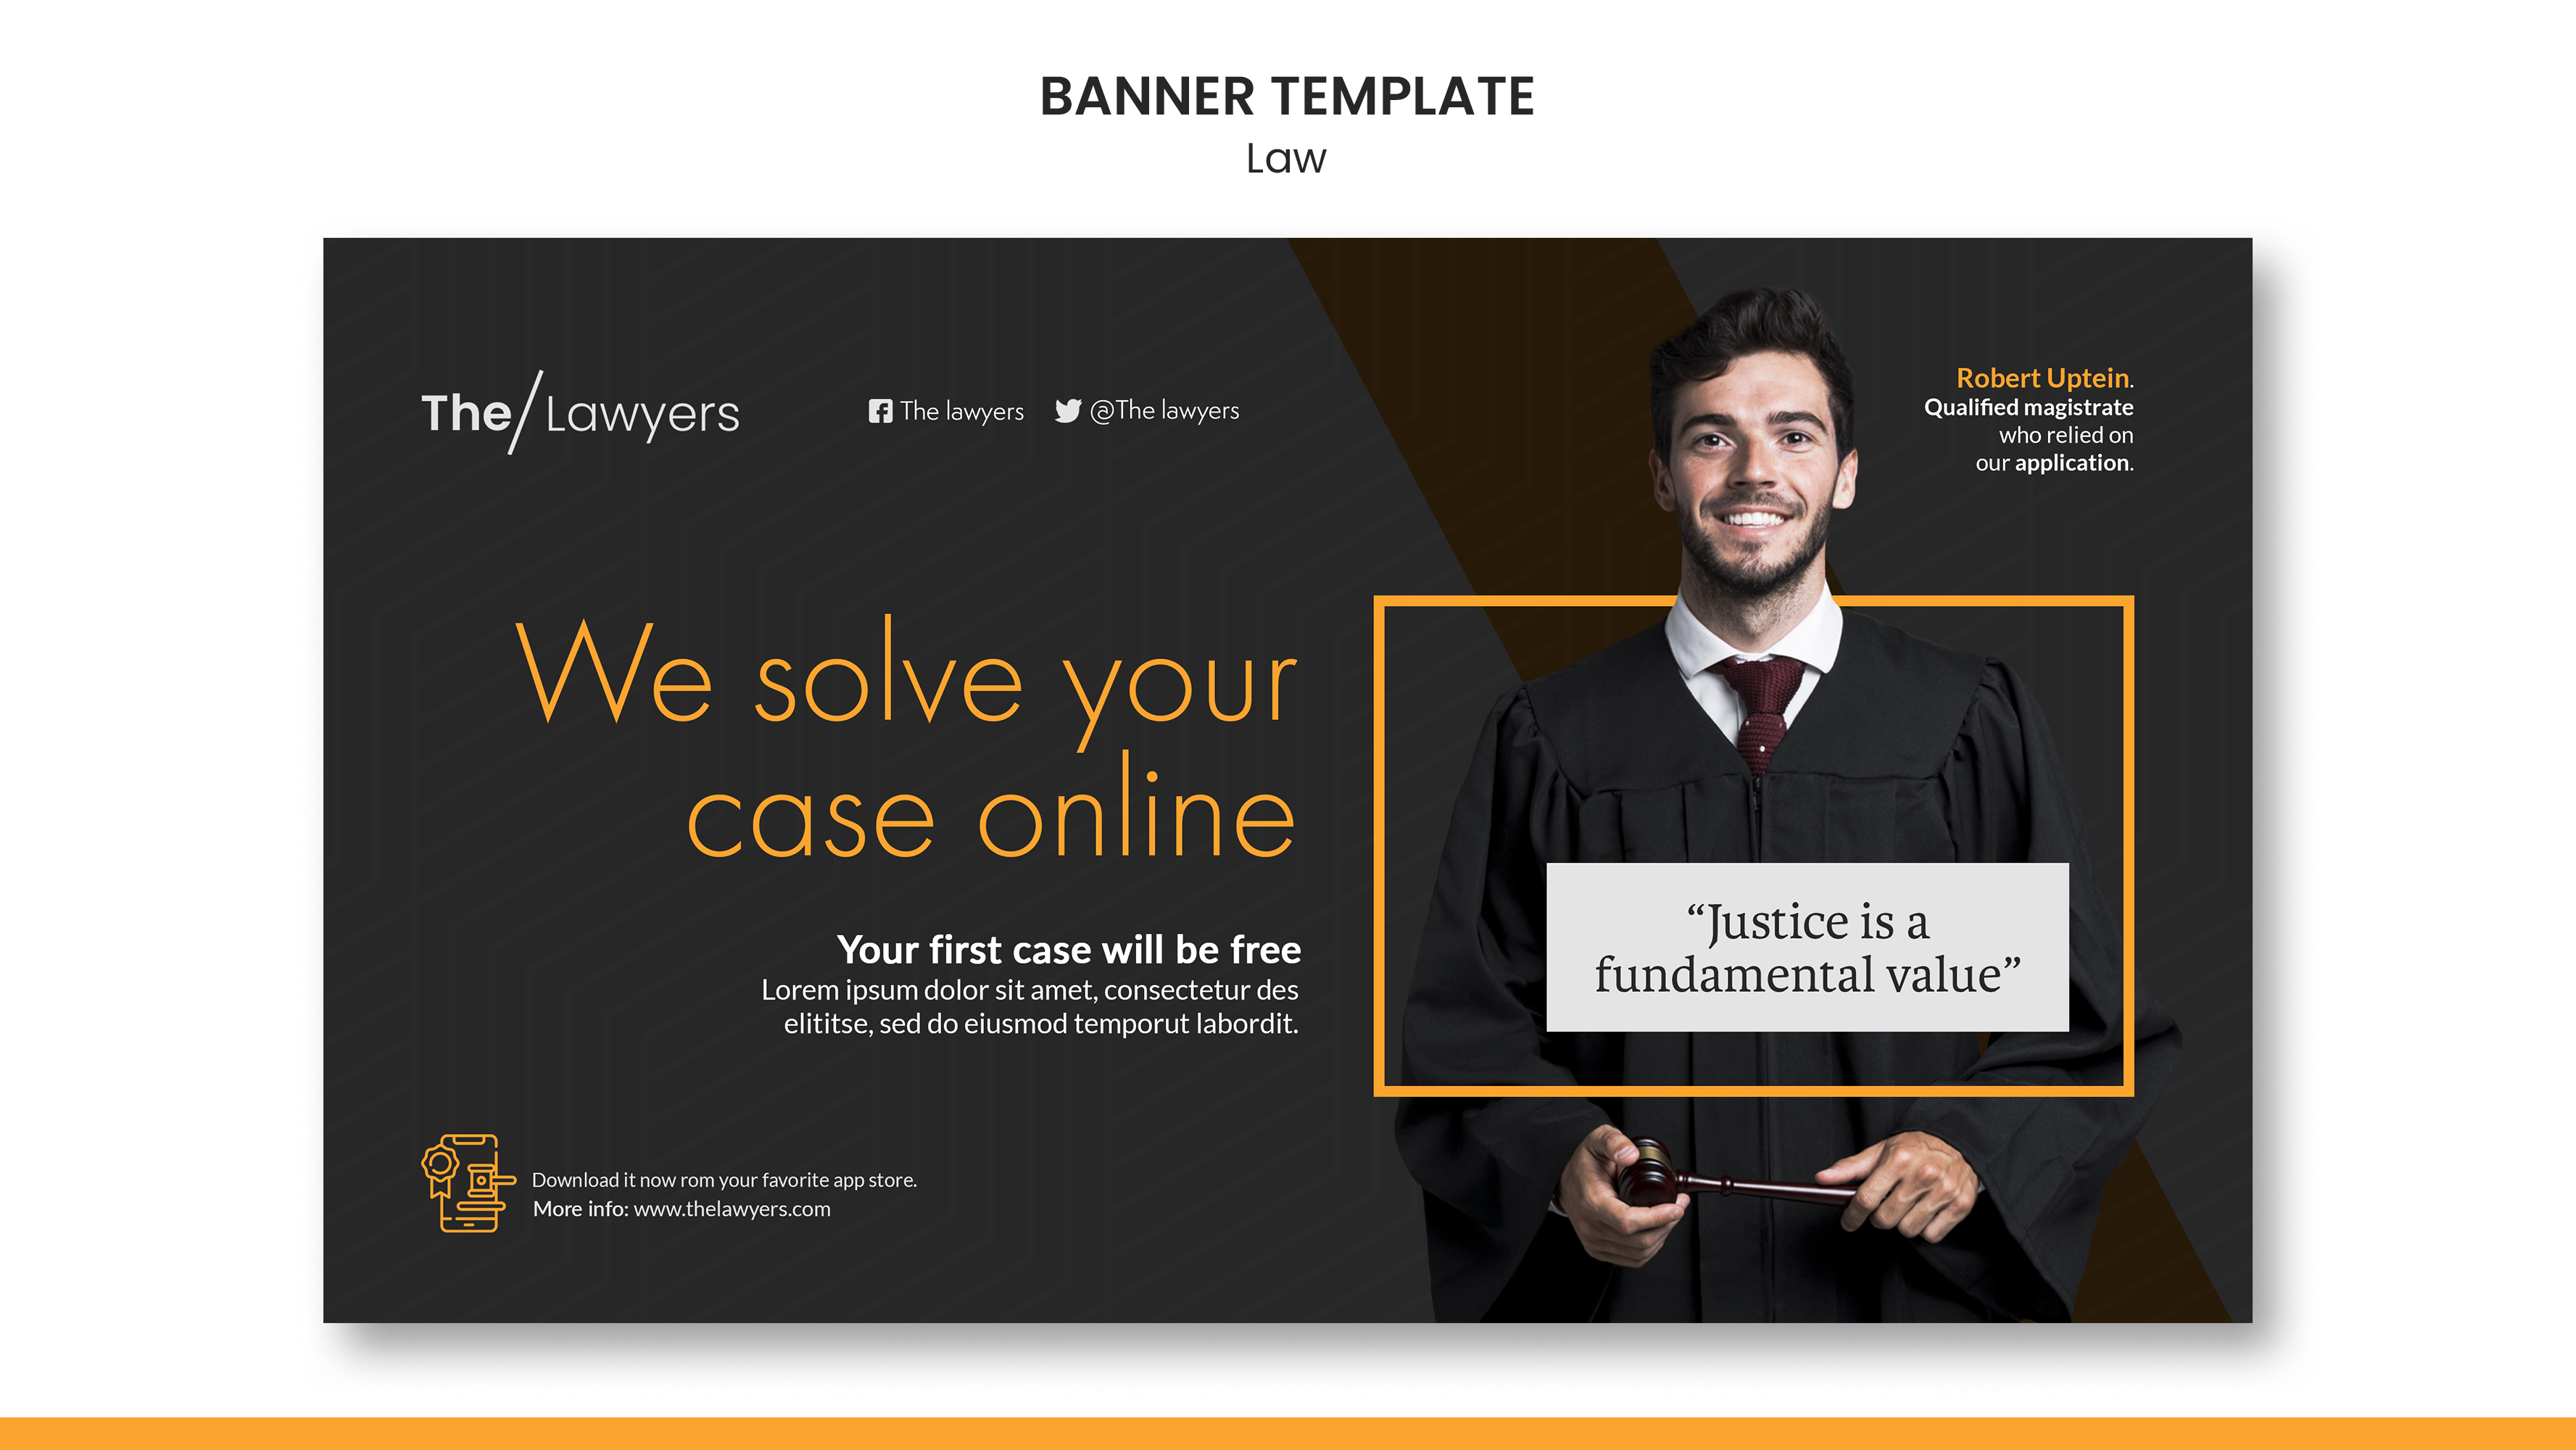 BANNER TEMPLATE
Law
The/Lawyers
The lawyers
@The lawyers
Robert Uptein.
Qualified magistrate
who relied on
our application.
We solve your
case online
Your first case will be free
Lorem ipsum dolor sit amet, consectetur des
elititse, sed do eiusmod temporut labordit.
“Justice is a
fundamental value”
Download it now rom your favorite app store.
More info: www.thelawyers.com